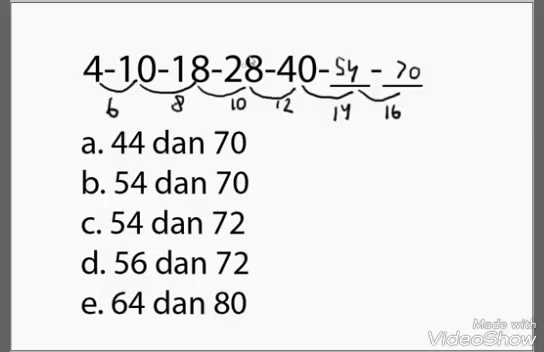 4-10-18-28-40-54-70
6 8 10 12 14 16
a. 44 dan 70
b. 54 dan 70
c. 54 dan 72
d. 56 dan 72
e. 64 dan 80
Made with
VideoShow